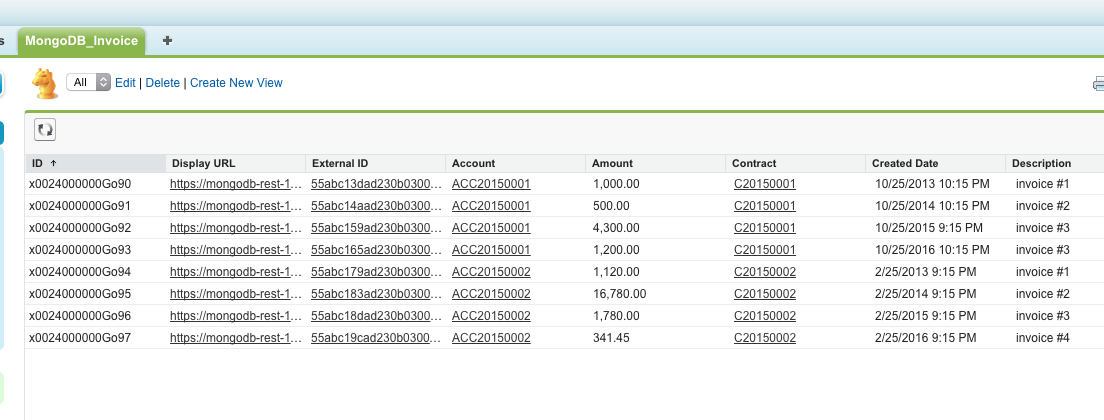 s MongoDB_Invoice
All Edit | Delete | Create New View
ID Display URL External ID Account Amount Contract Created Date Description
x0024000000Go90 https://mongodb-rest-1... 55abc13dad230b0300... ACC20150001 1,000.00 C20150001 10/25/2013 10:15 PM invoice #1
x0024000000Go91 https://mongodb-rest-1... 55abc14aad230b0300... ACC20150001 500.00 C20150001 10/25/2014 10:15 PM invoice #2
x0024000000Go92 https://mongodb-rest-1... 55abc159ad230b0300... ACC20150001 4,300.00 C20150001 10/25/2015 9:15 PM invoice #3
x0024000000Go93 https://mongodb-rest-1... 55abc165ad230b0300... ACC20150001 1,200.00 C20150001 10/25/2016 10:15 PM invoice #3
x0024000000Go94 https://mongodb-rest-1... 55abc179ad230b0300... ACC20150002 1,120.00 C20150002 2/25/2013 9:15 PM invoice #1
x0024000000Go95 https://mongodb-rest-1... 55abc183ad230b0300... ACC20150002 16,780.00 C20150002 2/25/2014 9:15 PM invoice #2
x0024000000Go96 https://mongodb-rest-1... 55abc18dad230b0300... ACC20150002 1,780.00 C20150002 2/25/2015 9:15 PM invoice #3
x0024000000Go97 https://mongodb-rest-1... 55abc19cad230b0300... ACC20150002 341.45 C20150002 2/25/2016 9:15 PM invoice #4